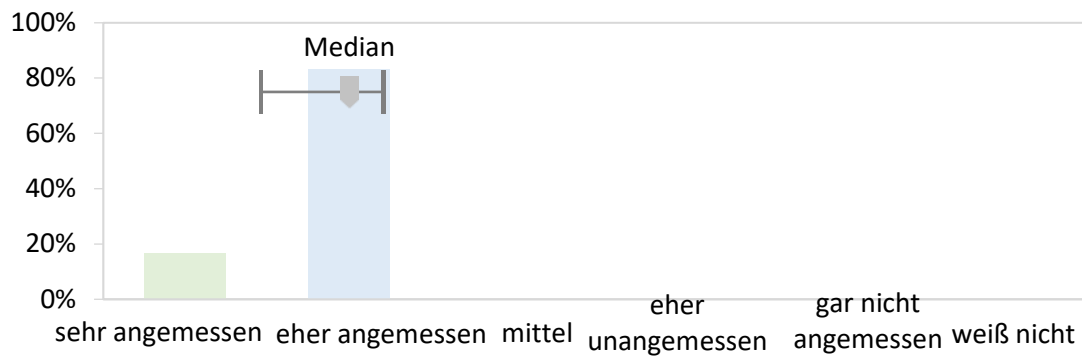 100%
Median
80%
60%
40%
20%
0%
sehr angemessen
eher angemessen
mittel
eher
unangemessen
gar nicht
angemessen
weiß nicht